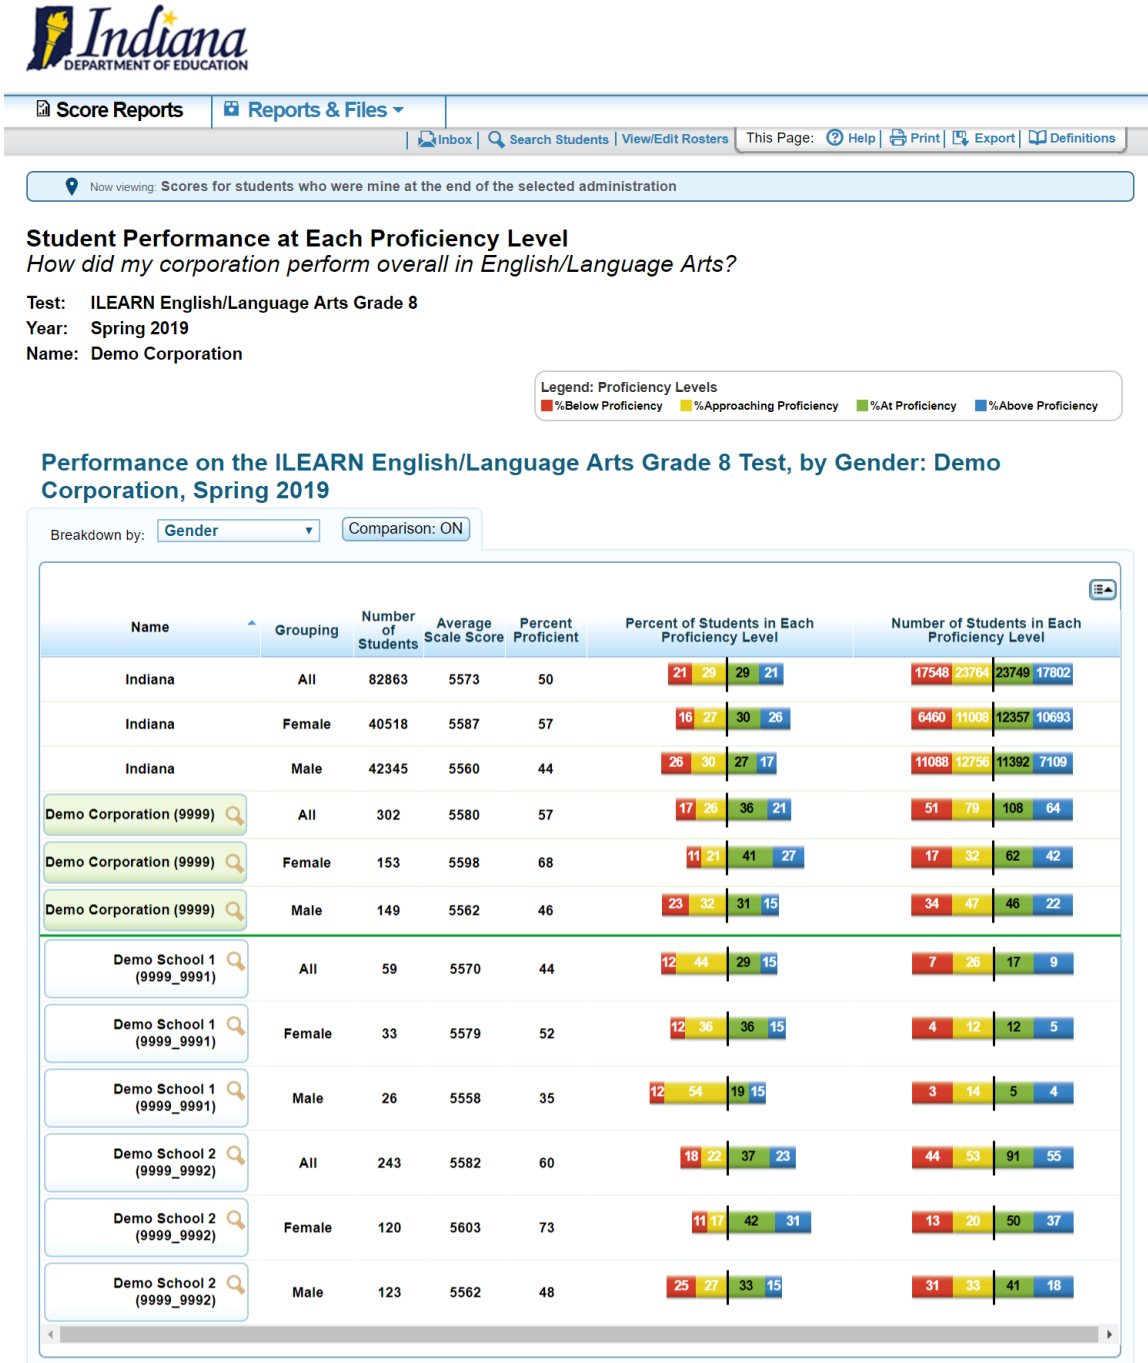 Indiana
DEPARTMENT OF EDUCATION
Score Reports Reports & Files
Inbox Search Students View/Edit Rosters This Page: Help Print Export Definitions
Now viewing: Scores for students who were mine at the end of the selected administration
Student Performance at Each Proficiency Level
How did my corporation perform overall in English/Language Arts?
Test: ILEARN English/Language Arts Grade 8
Year: Spring 2019
Name: Demo Corporation
Legend: Proficiency Levels
%Below Proficiency %Approaching Proficiency %At Proficiency %Above Proficiency
Performance on the ILEARN English/Language Arts Grade 8 Test, by Gender: Demo
Corporation, Spring 2019
Breakdown by: Gender Comparison: ON
Name Grouping Number of Students Average Scale Score Percent Proficient Percent of Students in Each Proficiency Level Number of Students in Each Proficiency Level
Indiana All 82863 5573 50 21 29 29 21 17548 23764 23749 17802
Indiana Female 40518 5587 57 16 27 30 26 6460 11008 12357 10693
Indiana Male 42345 5560 44 26 30 27 17 11088 12756 11392 7109
Demo Corporation (9999) All 302 5580 57 17 26 36 21 51 79 108 64
Demo Corporation (9999) Female 153 5598 68 11 21 41 27 17 32 62 42
Demo Corporation (9999) Male 149 5562 46 23 32 31 15 34 47 46 22
Demo School 1 (9999_9991) All 59 5570 44 12 44 29 15 7 26 17 9
Demo School 1 (9999_9991) Female 33 5579 52 12 36 36 15 4 12 12 5
Demo School 1 (9999_9991) Male 26 5558 35 12 54 19 15 3 14 5 4
Demo School 2 (9999_9992) All 243 5582 60 18 22 37 23 44 53 91 55
Demo School 2 (9999_9992) Female 120 5603 73 11 17 42 31 13 20 50 37
Demo School 2 (9999_9992) Male 123 5562 48 25 27 33 15 31 33 41 18